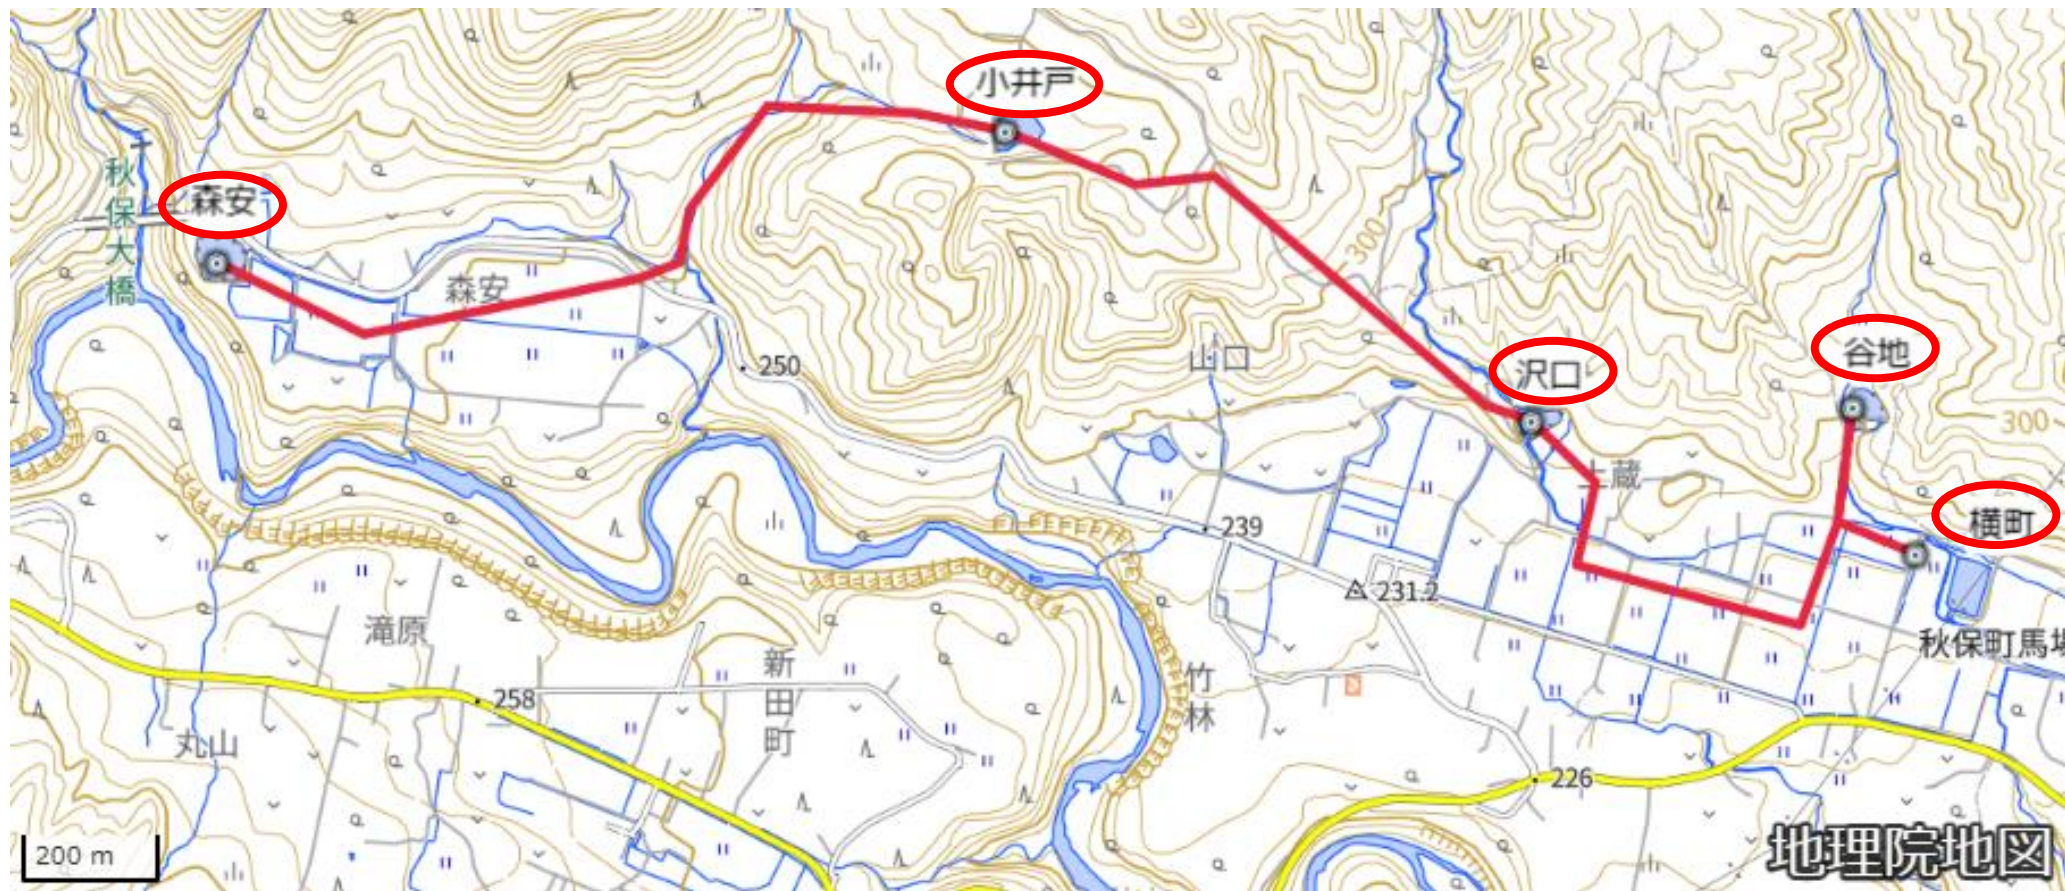 小井戸
秋保大橋
森安
森安
300
250
山口
沢口
谷地
300
上蔵
横町
239
231.2
秋保町馬場
滝原
新田町
竹林
258
丸山
226
200 m
地理院地図